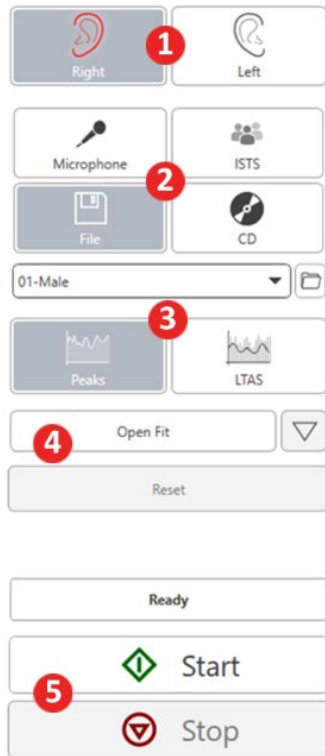 1
Right Left
Microphone ISTS
2
File CD
01-Male
3
Peaks LTAS
4
Open Fit
Reset
Ready
Start
5
Stop